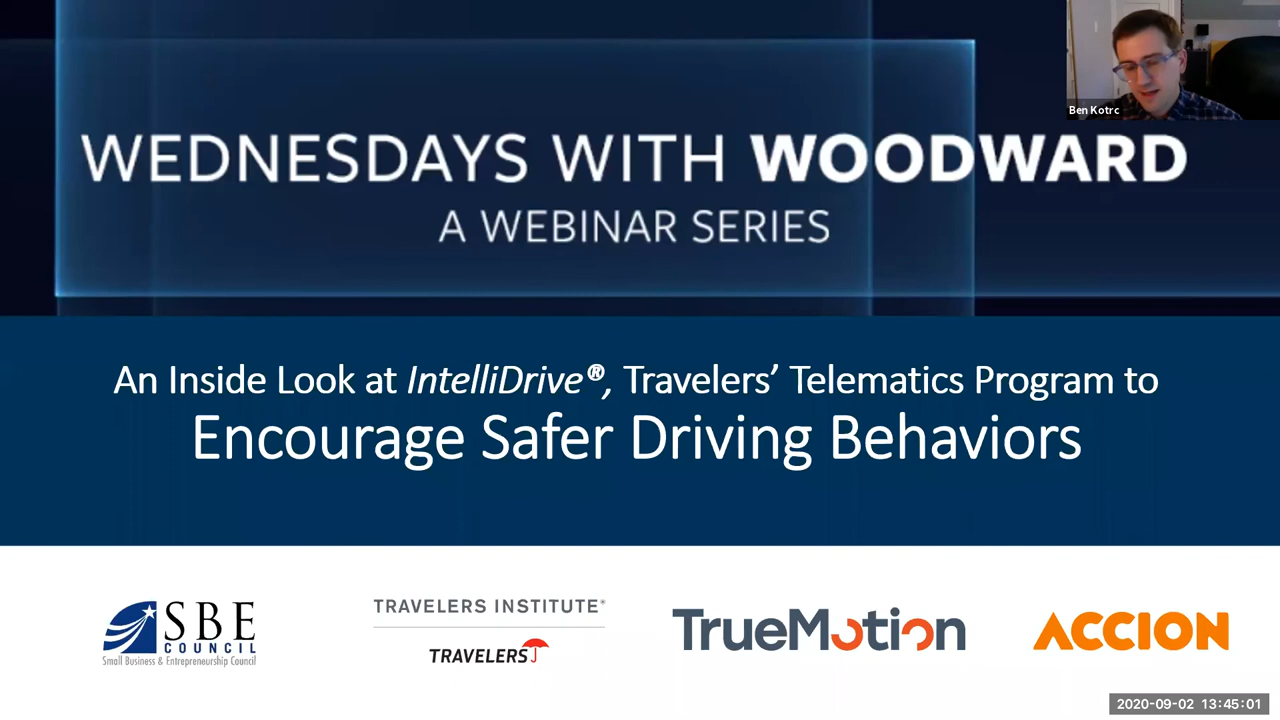 Ben Kotrc
WEDNESDAYS WITH WOODWARD
A WEBINAR SERIES
An Inside Look at IntelliDrive®, Travelers’ Telematics Program to
Encourage Safer Driving Behaviors
SBE
COUNCIL
Small Business & Entrepreneurship Council
TRAVELERS INSTITUTE®
TRAVELERS
TrueMotion
ACCION
2020-09-02 13:45:01